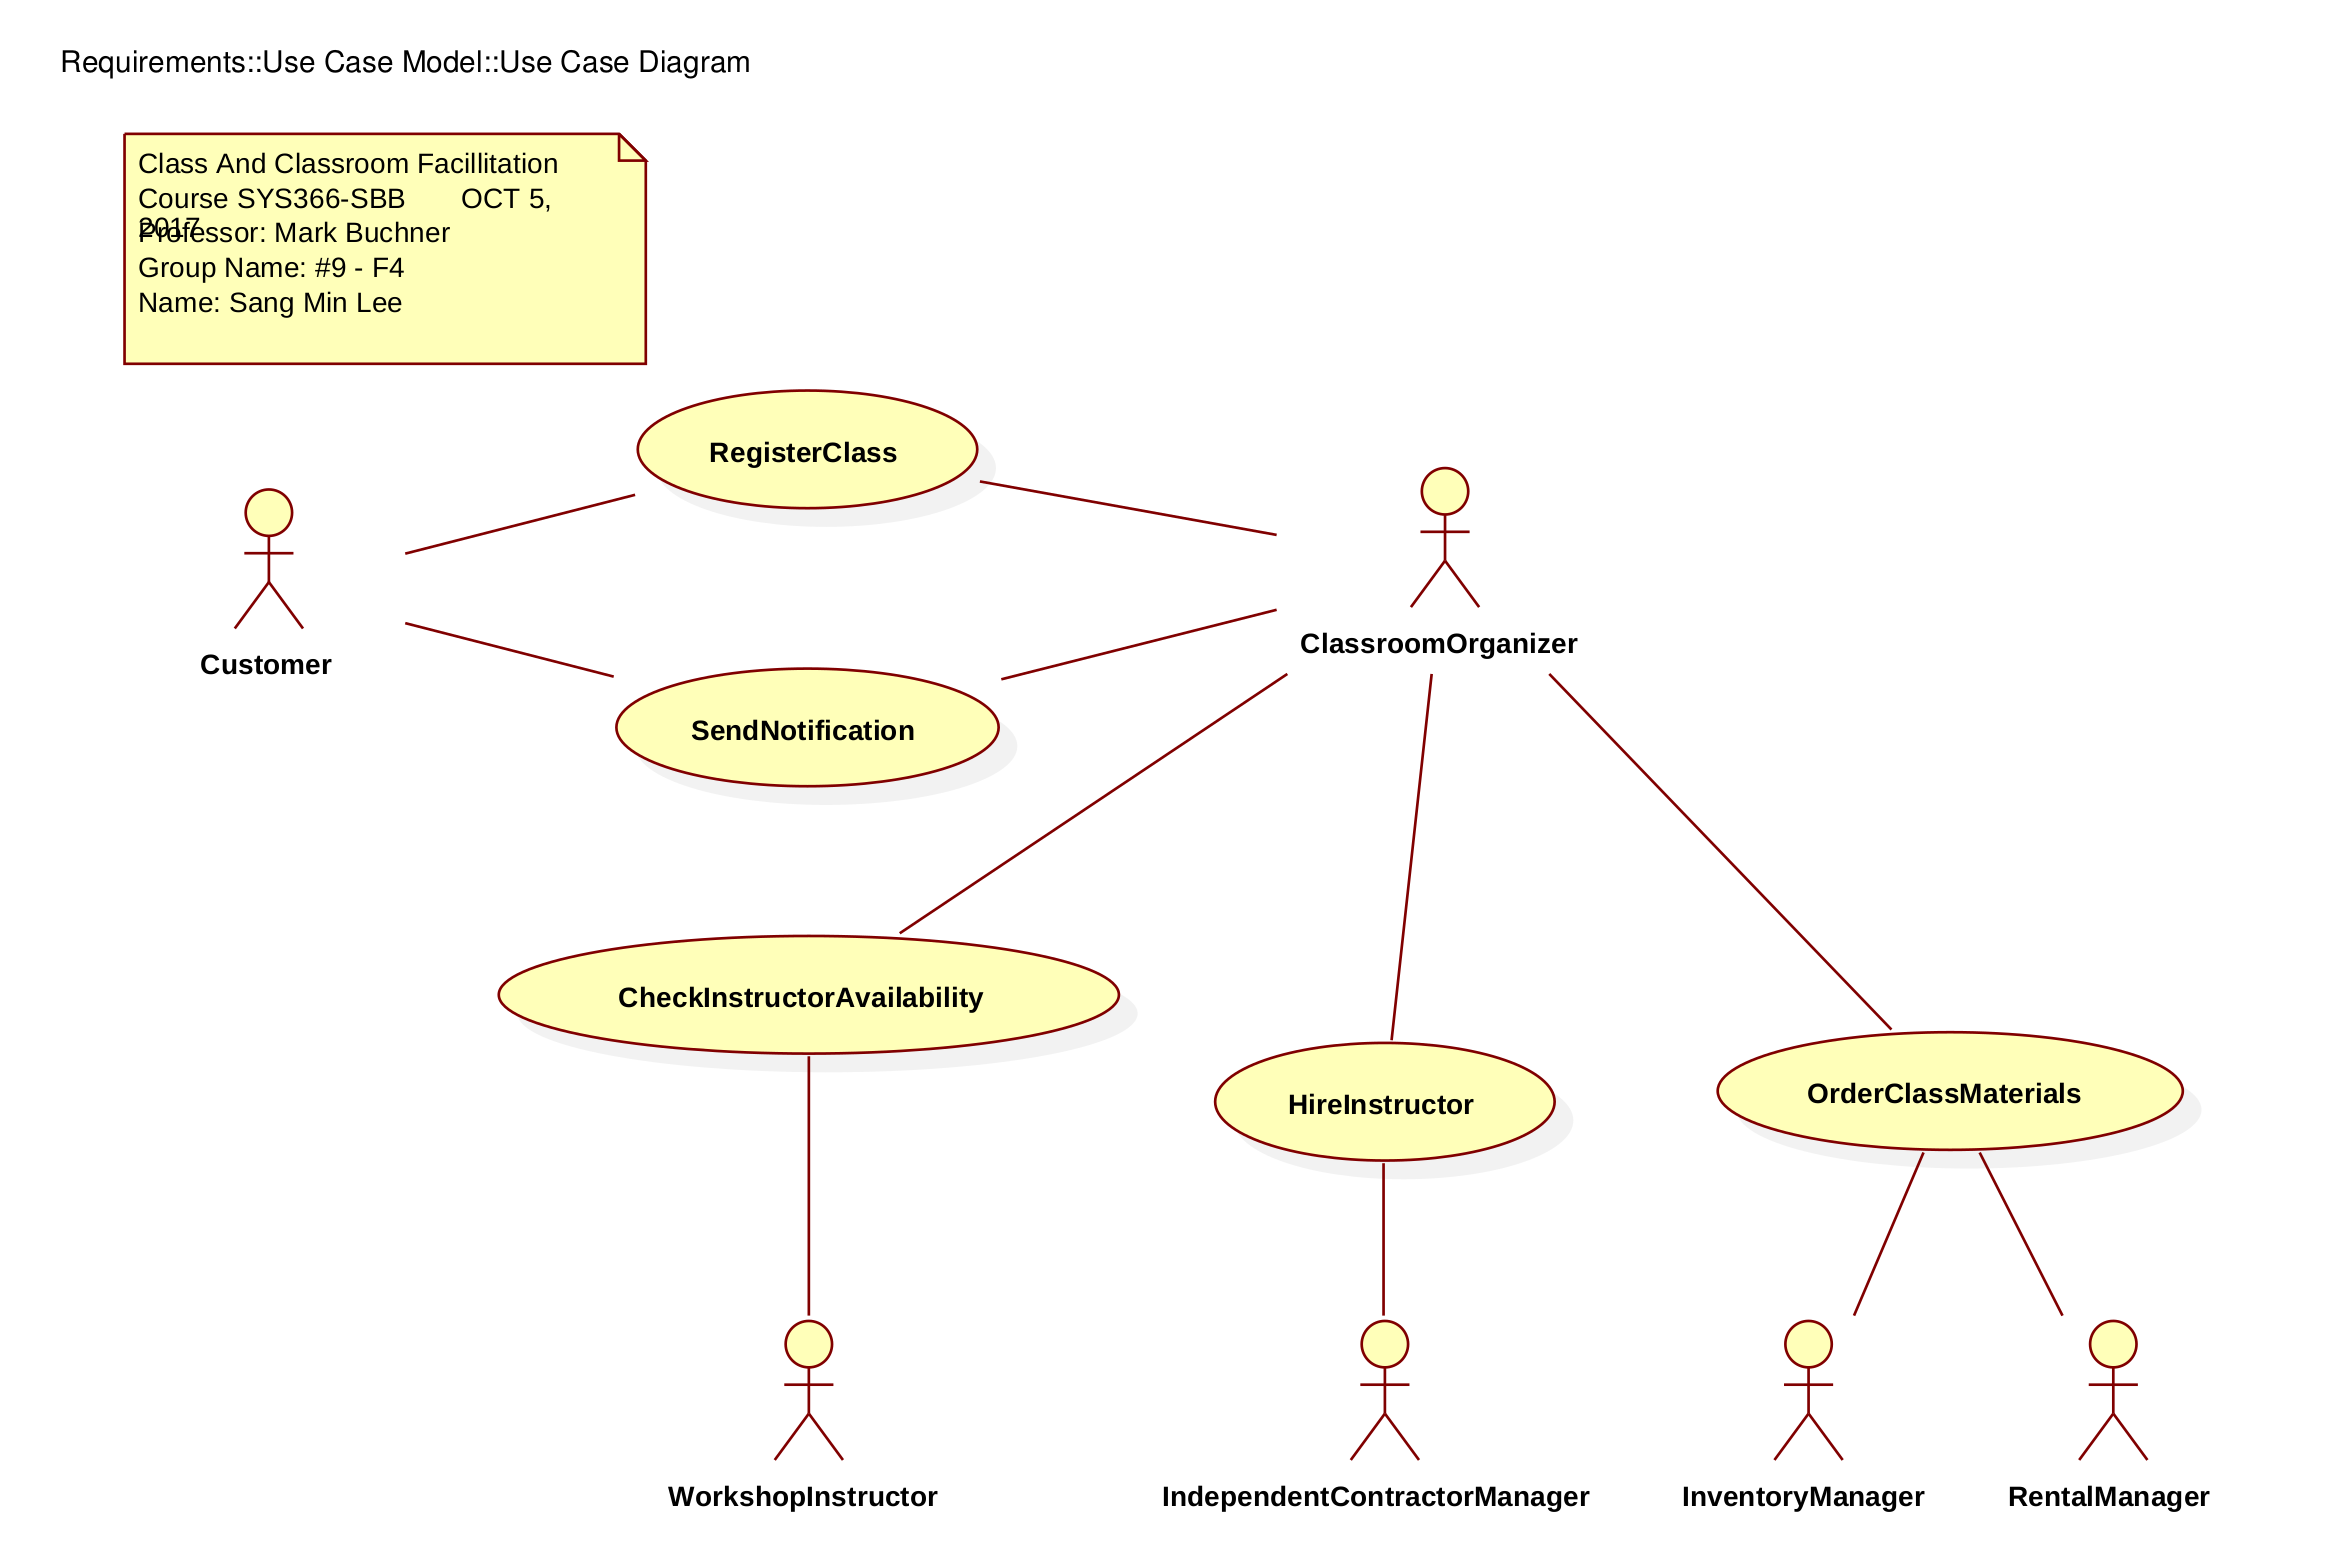 Requirements::Use Case Model::Use Case Diagram
Class And Classroom Facillitation
Course SYS366-SBB OCT 5,
2017
Professor: Mark Buchner
Group Name: #9 - F4
Name: Sang Min Lee
RegisterClass
Customer
ClassroomOrganizer
SendNotification
CheckInstructorAvailability
HireInstructor
OrderClassMaterials
WorkshopInstructor
IndependentContractorManager
InventoryManager
RentalManager